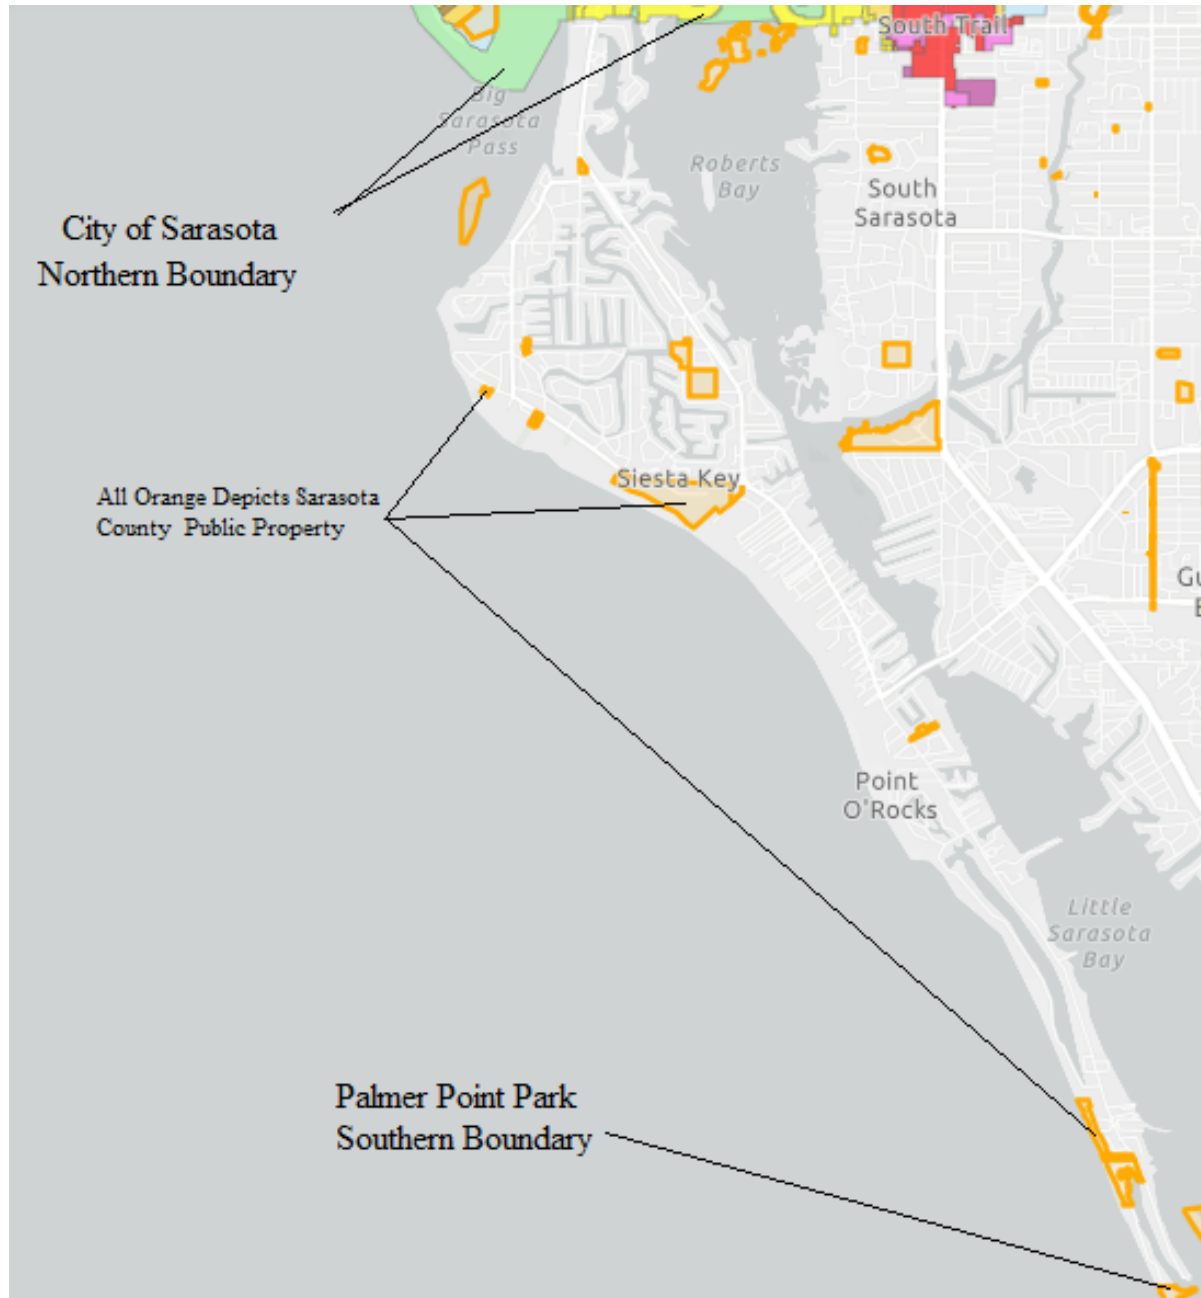 South Trail
Big
Sarasota
Pass
Roberts
Bay
South
Sarasota
City of Sarasota
Northern Boundary
Siesta Key
All Orange Depicts Sarasota
County Public Property
Gu
E
Point
O'Rocks
Little
Sarasota
Bay
Palmer Point Park
Southern Boundary